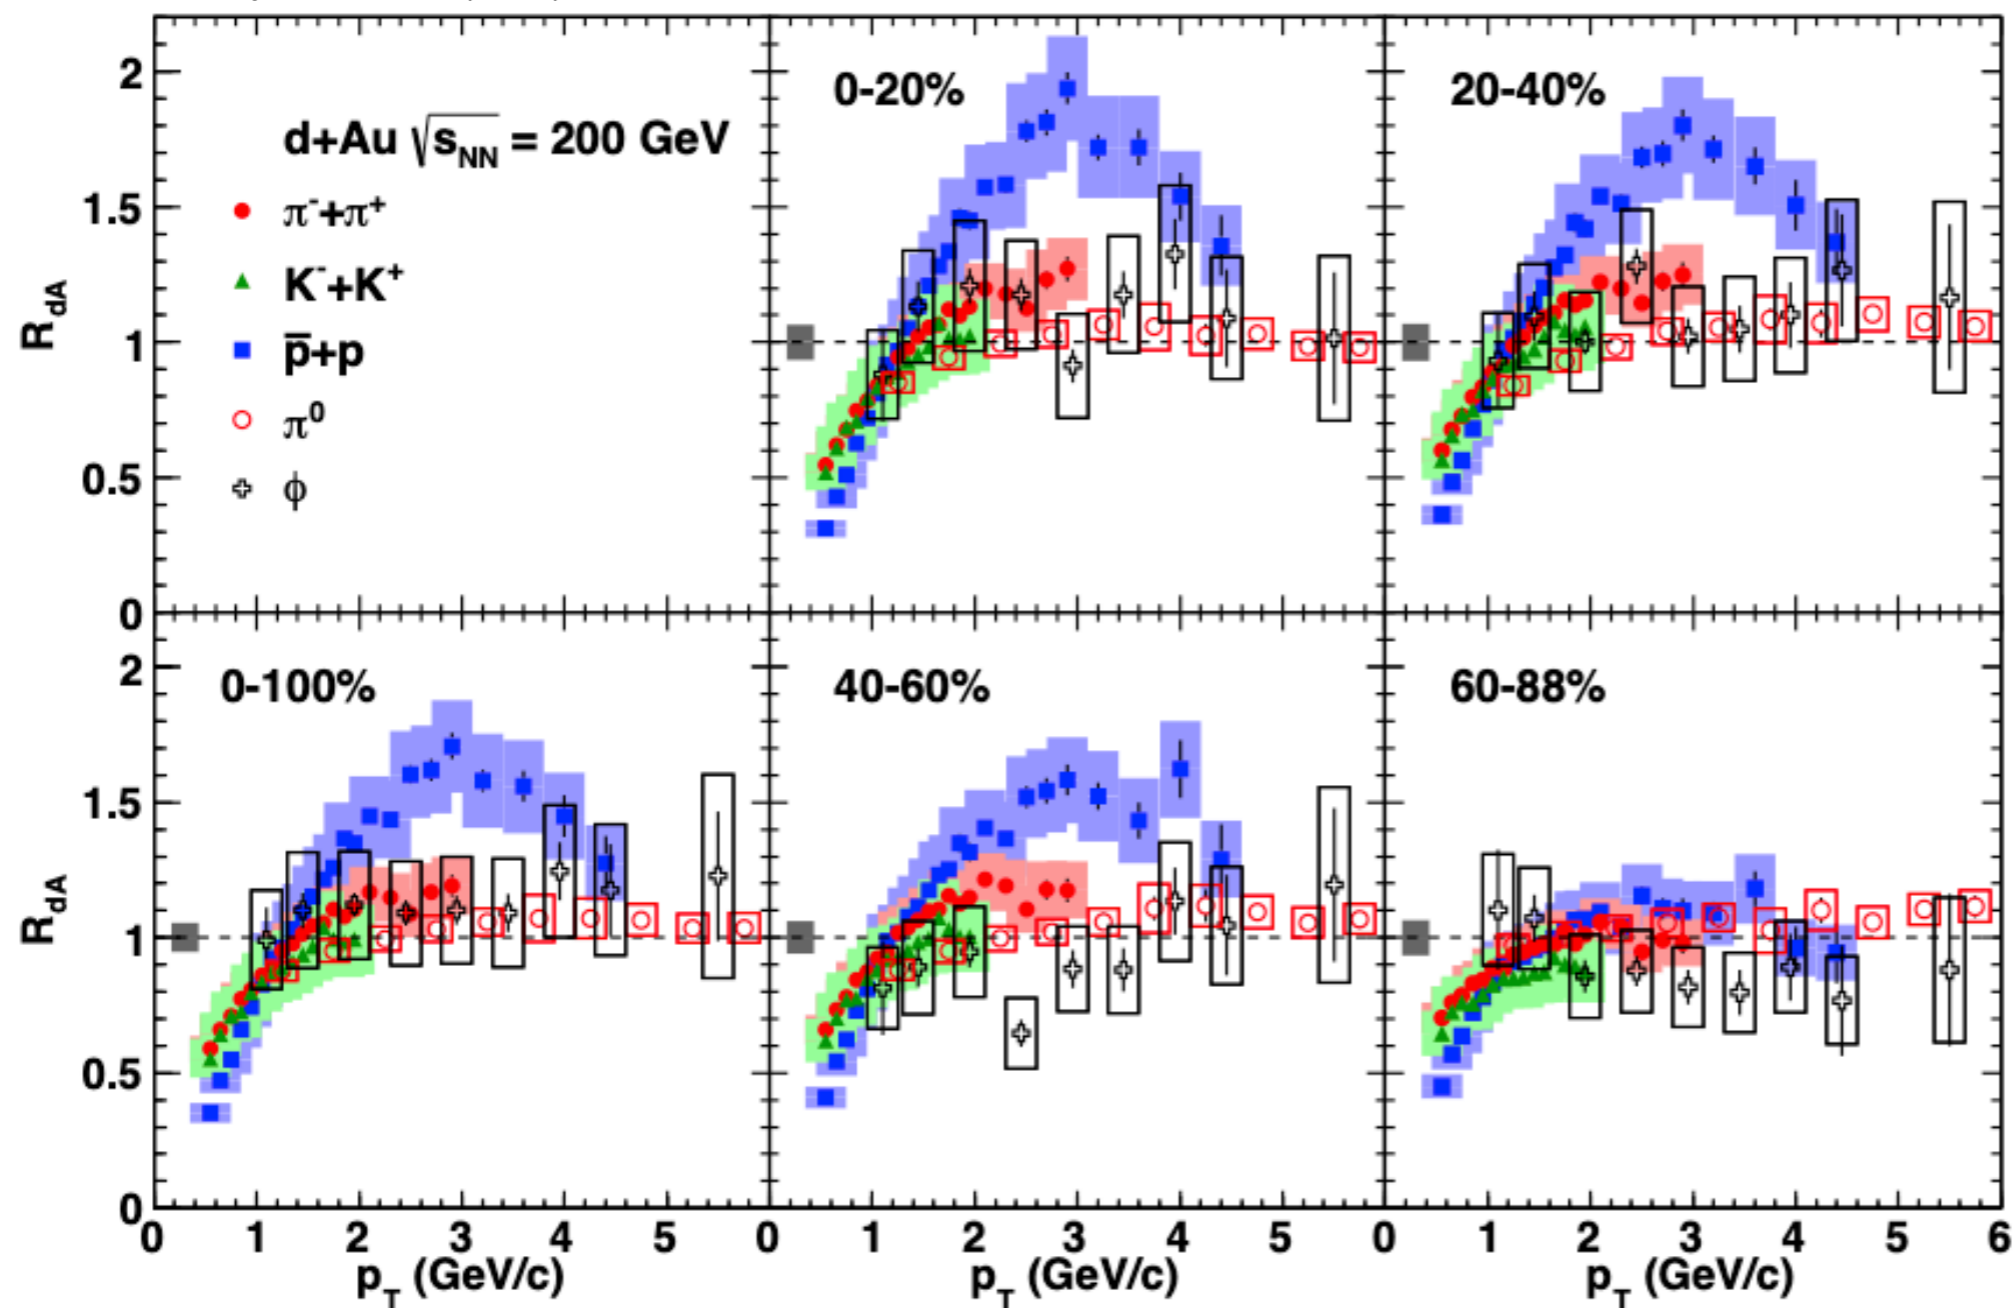 2
1.5
1
0.5
0
R_dA
d+Au √s_NN = 200 GeV
π⁻+π⁺
K⁻+K⁺
p̅+p
π⁰
ϕ
0-20%
20-40%
2
1.5
1
0.5
0
R_dA
0-100%
40-60%
60-88%
0 1 2 3 4 5 0 1 2 3 4 5 0 1 2 3 4 5 6
p_T (GeV/c) p_T (GeV/c) p_T (GeV/c)